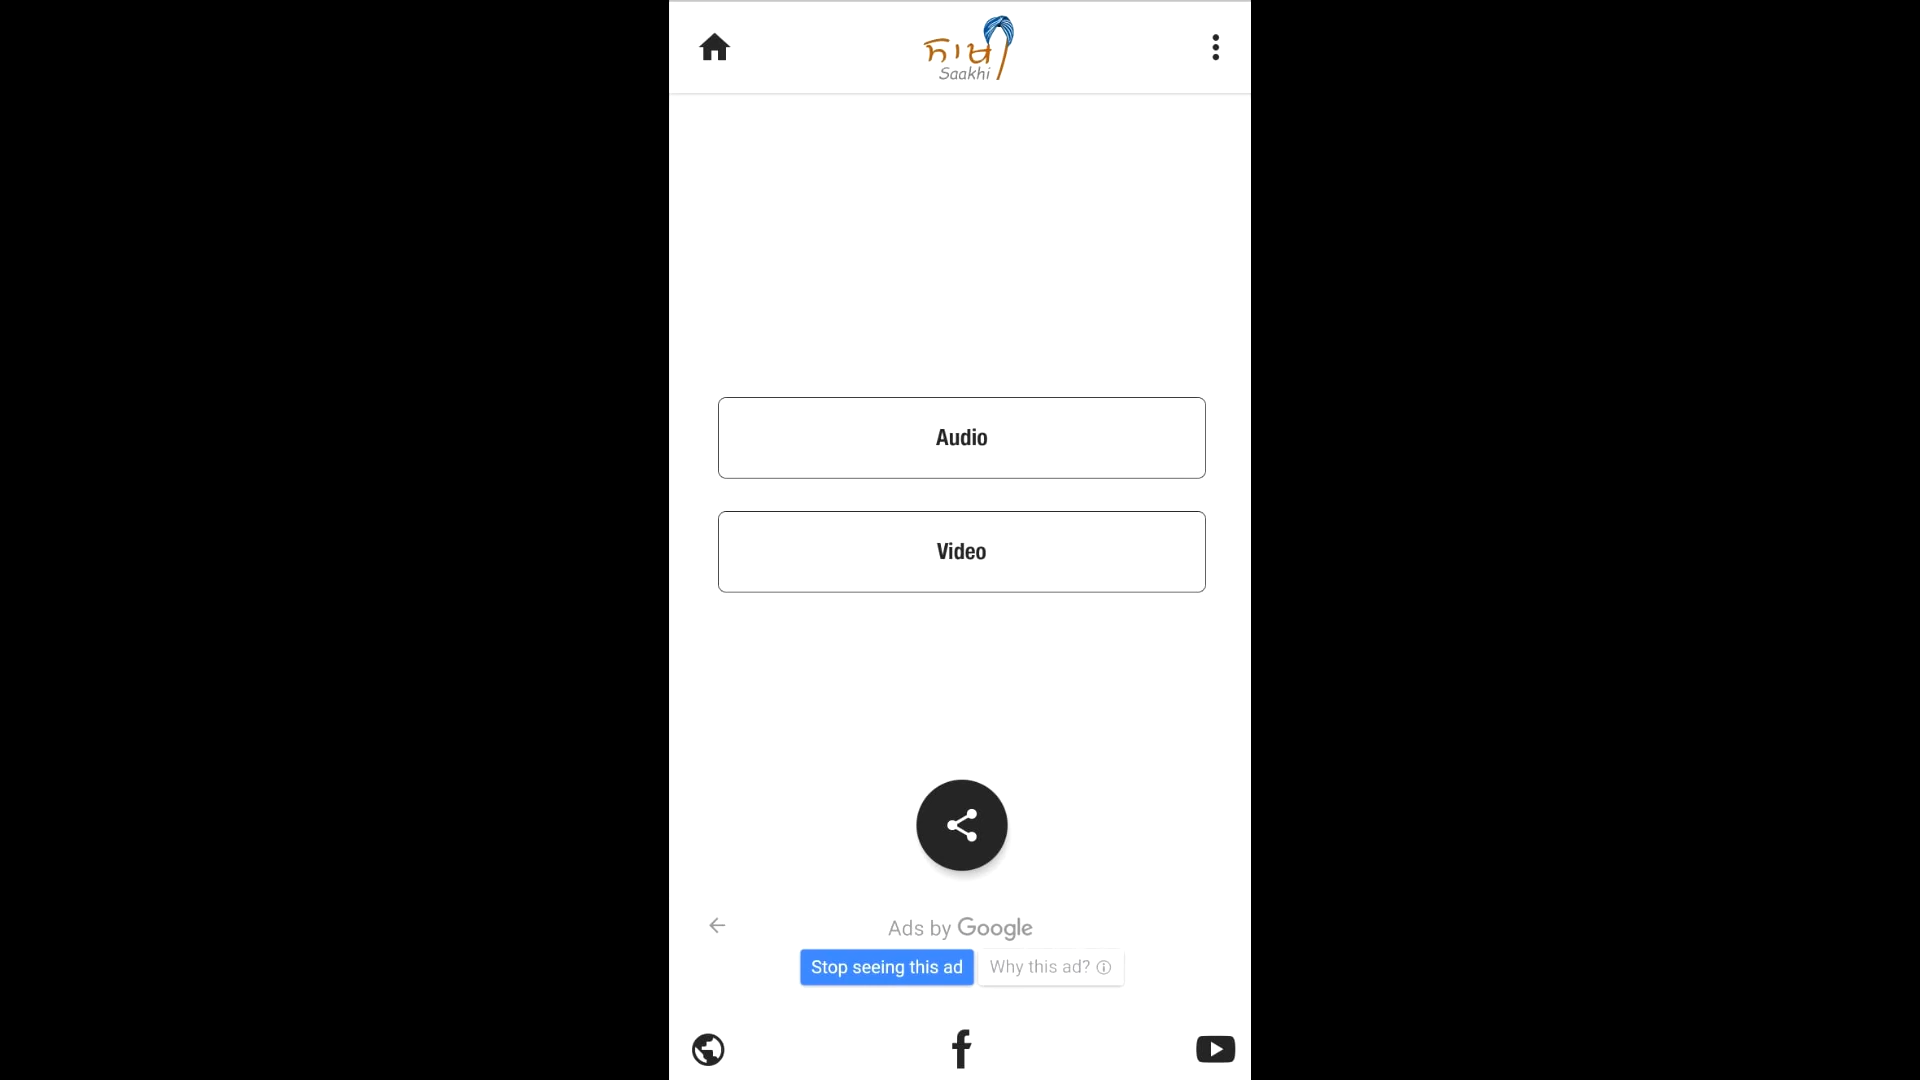 ਸਾਖੀ
Saakhi
Audio
Video
Ads by Google
Stop seeing this ad
Why this ad?